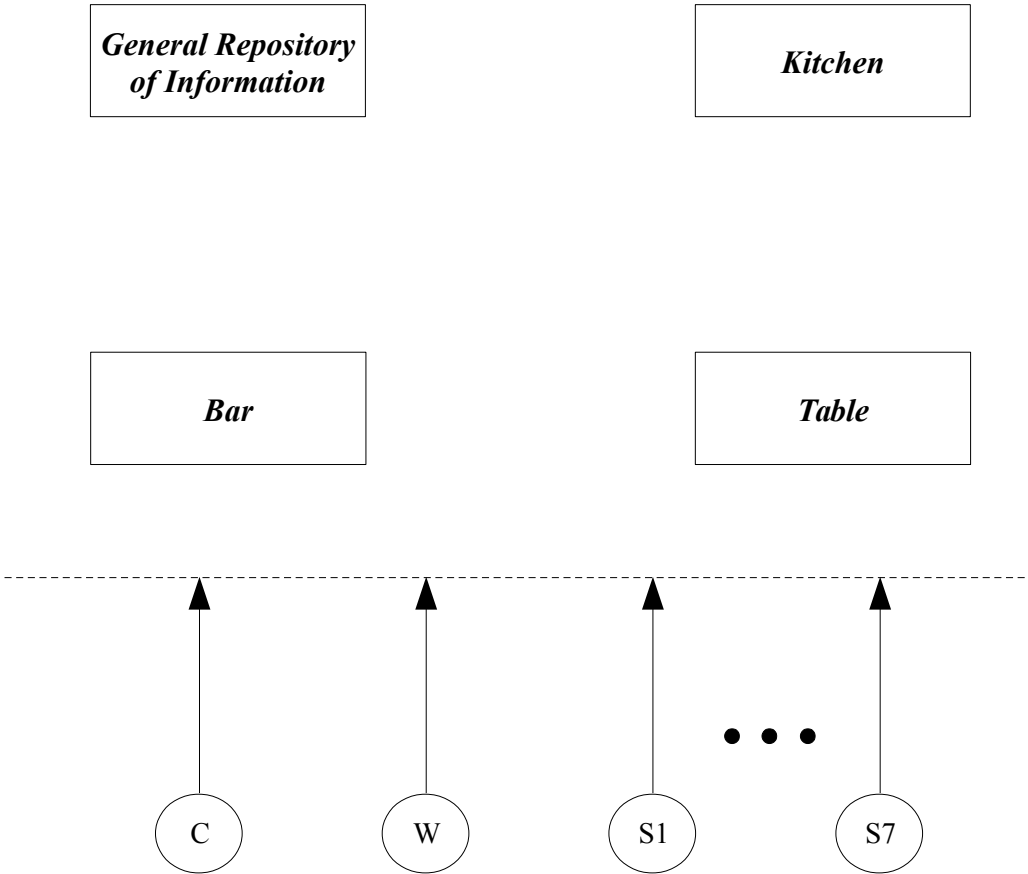 General Repository
of Information
Kitchen
Bar
Table
C
W
S1
S7